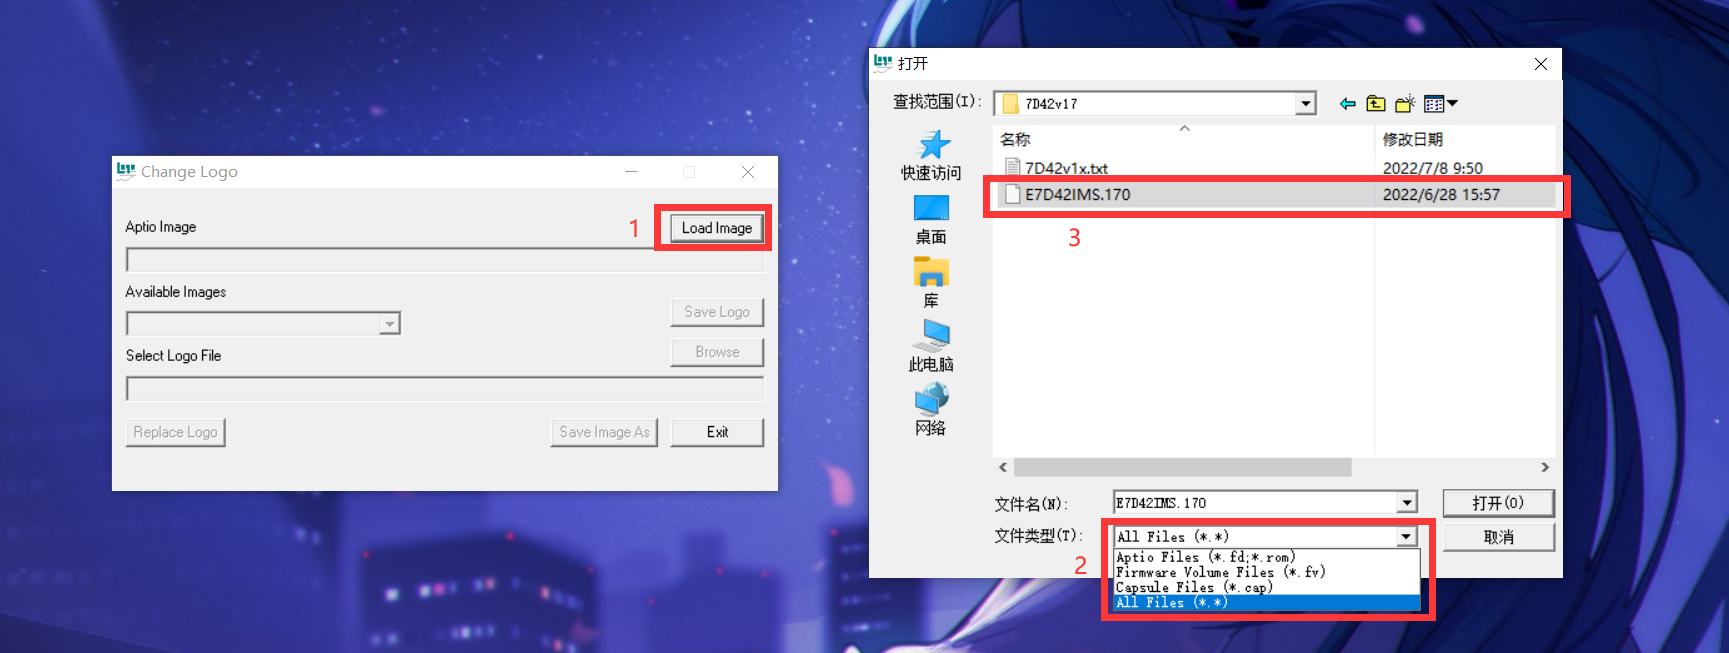 Change Logo
Aptio Image
1
Load Image
Available Images
Save Logo
Select Logo File
Browse
Replace Logo
Save Image As
Exit
打开
查找范围(I):
7D42v17
快速访问
桌面
库
此电脑
网络
名称
修改日期
7D42v1x.txt
2022/7/8 9:50
E7D42IMS.170
2022/6/28 15:57
3
文件名(N):
E7D42IMS.170
打开(O)
文件类型(T):
All Files (*.*)
取消
2
Aptio Files (*.fd;*.rom)
Firmware Volume Files (*.fv)
Capsule Files (*.cap)
All Files (*.*)